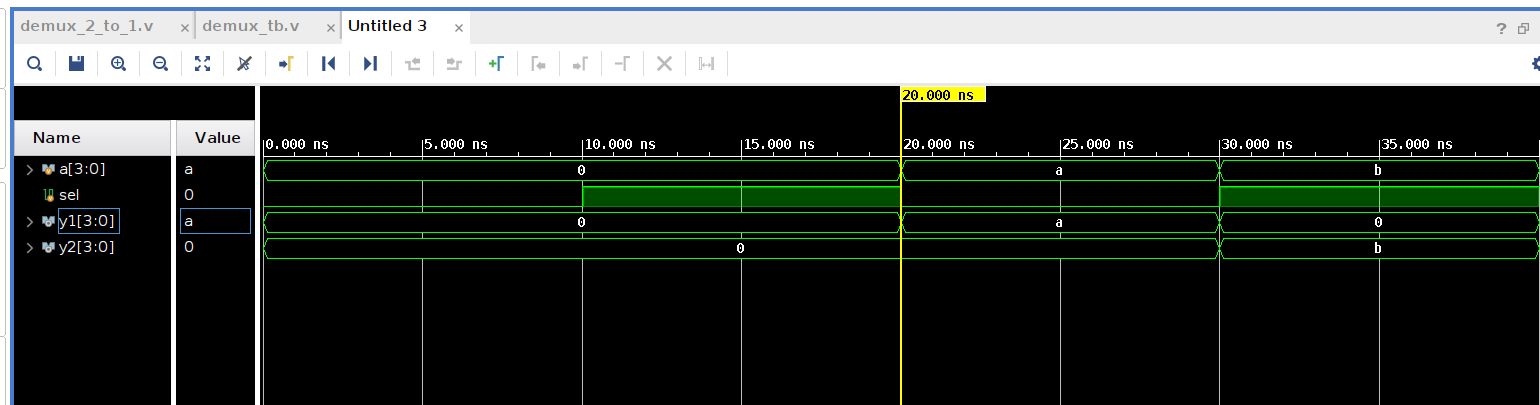 demux_2_to_1.v × demux_tb.v × Untitled 3 × ?
20.000 ns
Name Value 0.000 ns 5.000 ns 10.000 ns 15.000 ns 20.000 ns 25.000 ns 30.000 ns 35.000 ns
a[3:0] a 0 a b
sel 0
y1[3:0] a 0 a 0
y2[3:0] 0 0 b